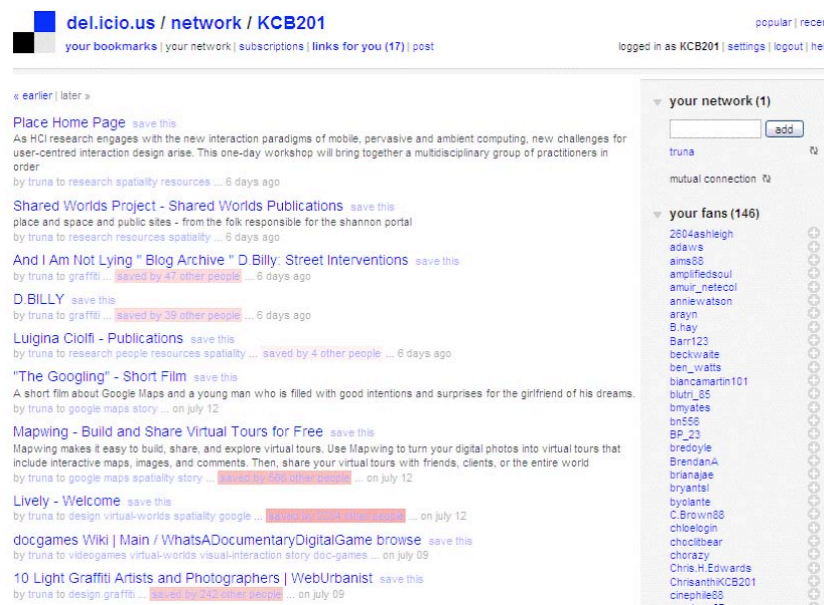 del.icio.us / network / KCB201
popular | recen
your bookmarks | your network | subscriptions | links for you (17) | post
logged in as KCB201 | settings | logout | hel
« earlier | later »
Place Home Page save this
As HCI research engages with the new interaction paradigms of mobile, pervasive and ambient computing, new challenges for
user-centred interaction design arise. This one-day workshop will bring together a multidisciplinary group of practitioners in
order
by truna to research spatiality resources ... 6 days ago
Shared Worlds Project - Shared Worlds Publications save this
place and space and public sites - from the folk responsible for the shannon portal
by truna to research resources spatiality ... 6 days ago
And I Am Not Lying " Blog Archive " D.Billy: Street Interventions save this
by truna to graffiti ... saved by 47 other people ... 6 days ago
D.BILLY save this
by truna to graffiti ... saved by 39 other people ... 6 days ago
Luigina Ciolfi - Publications save this
by truna to research people resources spatiality ... saved by 4 other people ... 6 days ago
"The Googling" - Short Film save this
A short film about Google Maps and a young man who is filled with good intentions and surprises for the girlfriend of his dreams.
by truna to google maps story ... on july 12
Mapwing - Build and Share Virtual Tours for Free save this
Mapwing makes it easy to build, share, and explore virtual tours. Use Mapwing to turn your digital photos into virtual tours that
include interactive maps, images, and comments. Then, share your virtual tours with friends, clients, or the entire world
by truna to google maps spatiality story ... saved by 566 other people ... on july 12
Lively - Welcome save this
by truna to design virtual-worlds spatiality google ... saved by other people ... on july 12
docgames Wiki | Main / WhatsADocumentaryDigitalGame browse save this
by truna to videogames virtual-worlds visual-interaction story doc-games ... on july 09
10 Light Graffiti Artists and Photographers | WebUrbanist save this
by truna to design graffiti ... saved by 242 other people ... on july 09
your network (1)
add
truna
mutual connection
your fans (146)
2604ashleigh
adaws
aims88
amplifiedsoul
amuir_netecol
anniewatson
arayn
B.hay
Barr123
beckwaite
ben_watts
biancamartin101
blutri_85
bmyates
bn556
BP_23
bredoyle
BrendanA
brianajae
bryantsl
byolante
C.Brown88
chloelogin
choclitbear
chorazy
Chris.H.Edwards
ChrisanthiKCB201
cinephile88